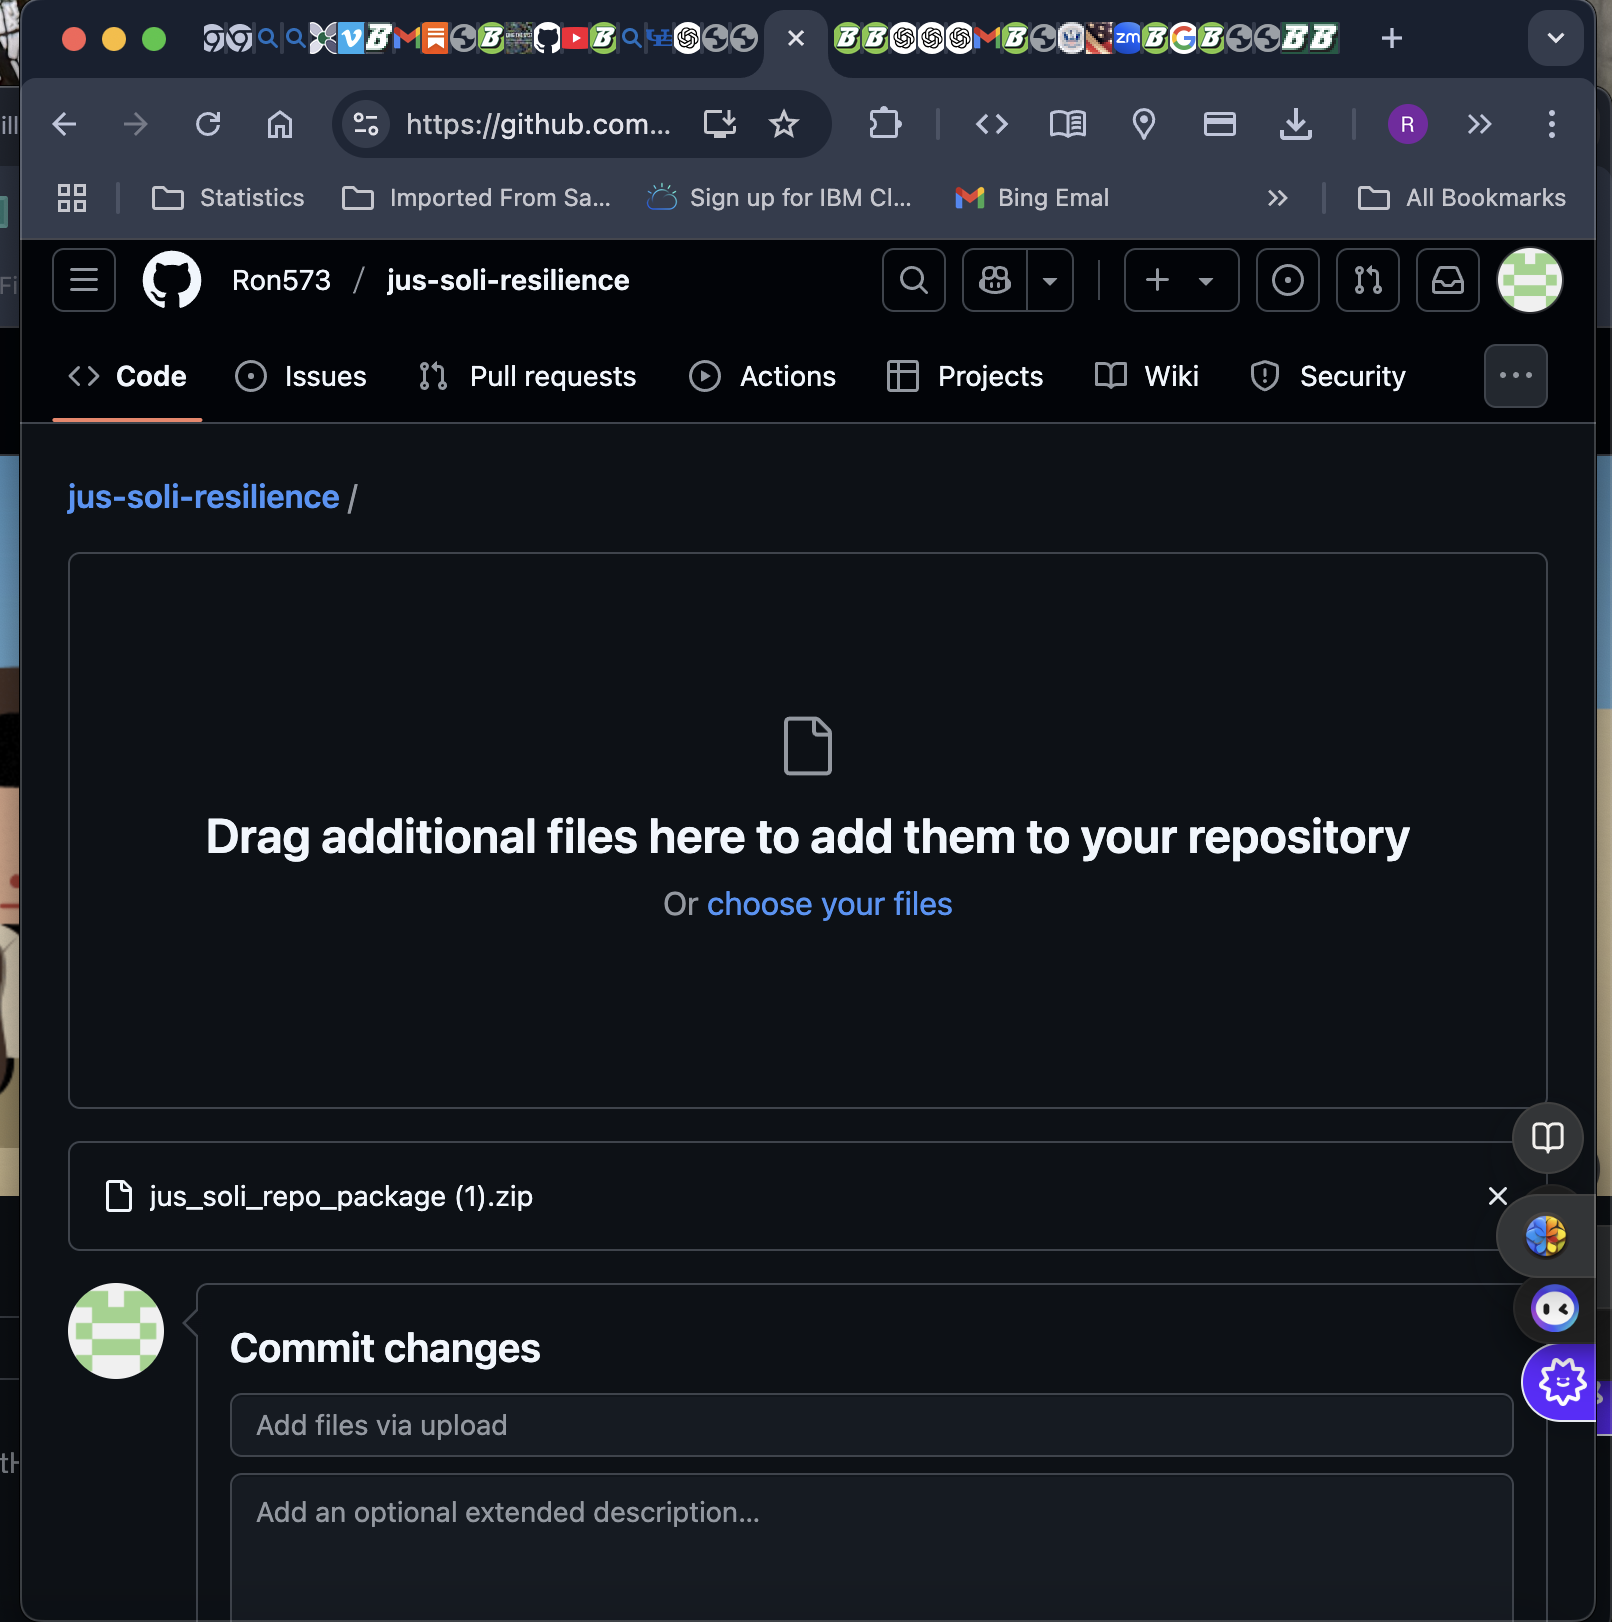 https://github.com...
R
Statistics
Imported From Sa...
Sign up for IBM Cl...
Bing Emal
All Bookmarks
Ron573 / jus-soli-resilience
Code
Issues
Pull requests
Actions
Projects
Wiki
Security
jus-soli-resilience /
Drag additional files here to add them to your repository
Or choose your files
jus_soli_repo_package (1).zip
Commit changes
Add files via upload
Add an optional extended description...